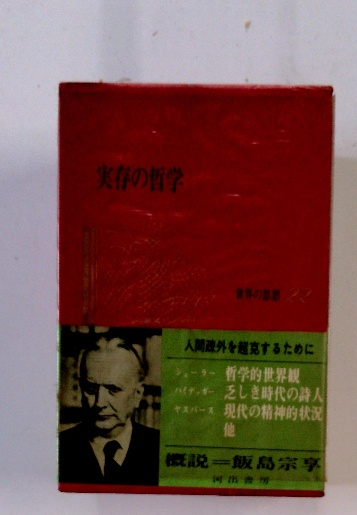 実存の哲学
世界の思想 22
人間疎外を超克するために
シェーラー 哲学的世界観
ハイデッガー 乏しき時代の詩人
ヤスパース 現代の精神的状況
他
概説=飯島宗享
河出書房